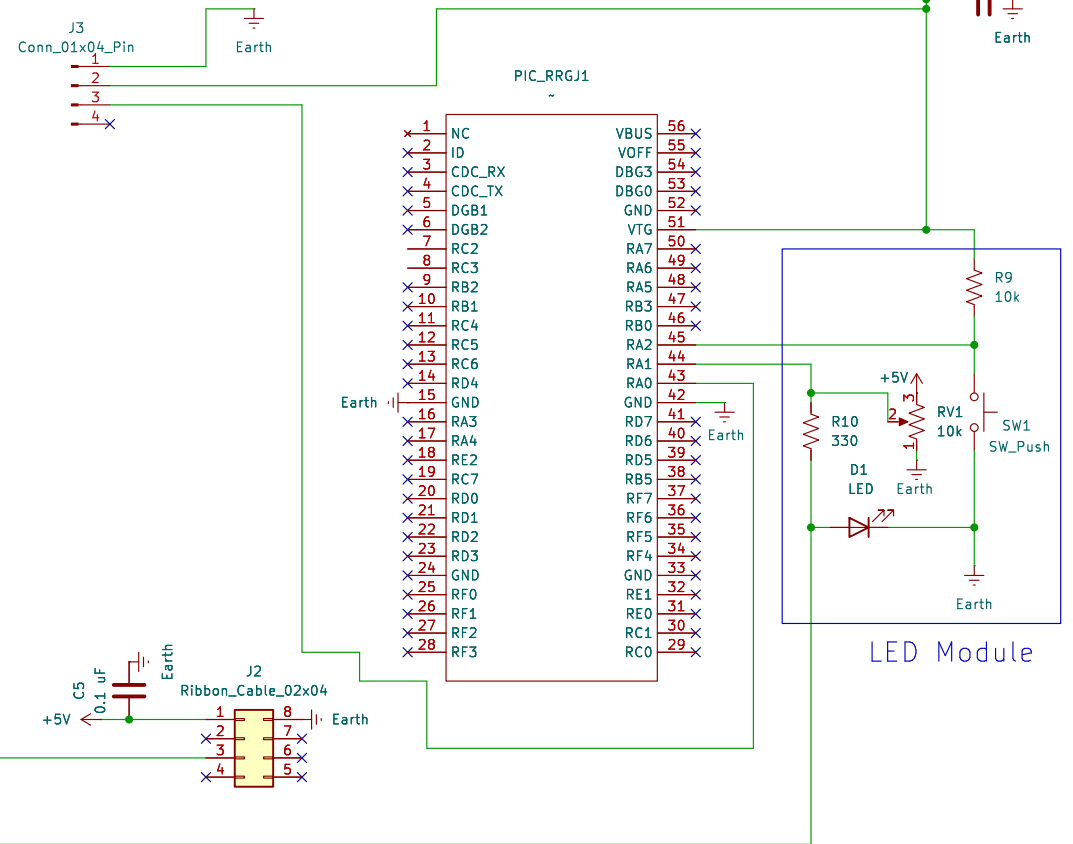 J3
Conn_01x04_Pin
1
2
3
4
Earth
Earth
PIC_RRGJ1
~
1 NC VBUS 56
2 ID VOFF 55
3 CDC_RX DBG3 54
4 CDC_TX DBG0 53
5 DGB1 GND 52
6 DGB2 VTG 51
7 RC2 RA7 50
8 RC3 RA6 49
9 RB2 RA5 48
10 RB1 RB3 47
11 RC4 RB0 46
12 RC5 RA2 45
13 RC6 RA1 44
14 RD4 RA0 43
Earth 15 GND GND 42 Earth
16 RA3 RD7 41
17 RA4 RD6 40
18 RE2 RD5 39
19 RC7 RB5 38
20 RD0 RF7 37
21 RD1 RF6 36
22 RD2 RF5 35
23 RD3 RF4 34
24 GND GND 33
25 RF0 RE1 32
26 RF1 RE0 31
27 RF2 RC1 30
28 RF3 RC0 29
R9
10k
+5V
3
2
1
RV1
10k
Earth
R10
330
SW1
SW_Push
D1
LED
Earth
LED Module
C5
0.1 uF
Earth
+5V
J2
Ribbon_Cable_02x04
1 8 Earth
2 7
3 6
4 5